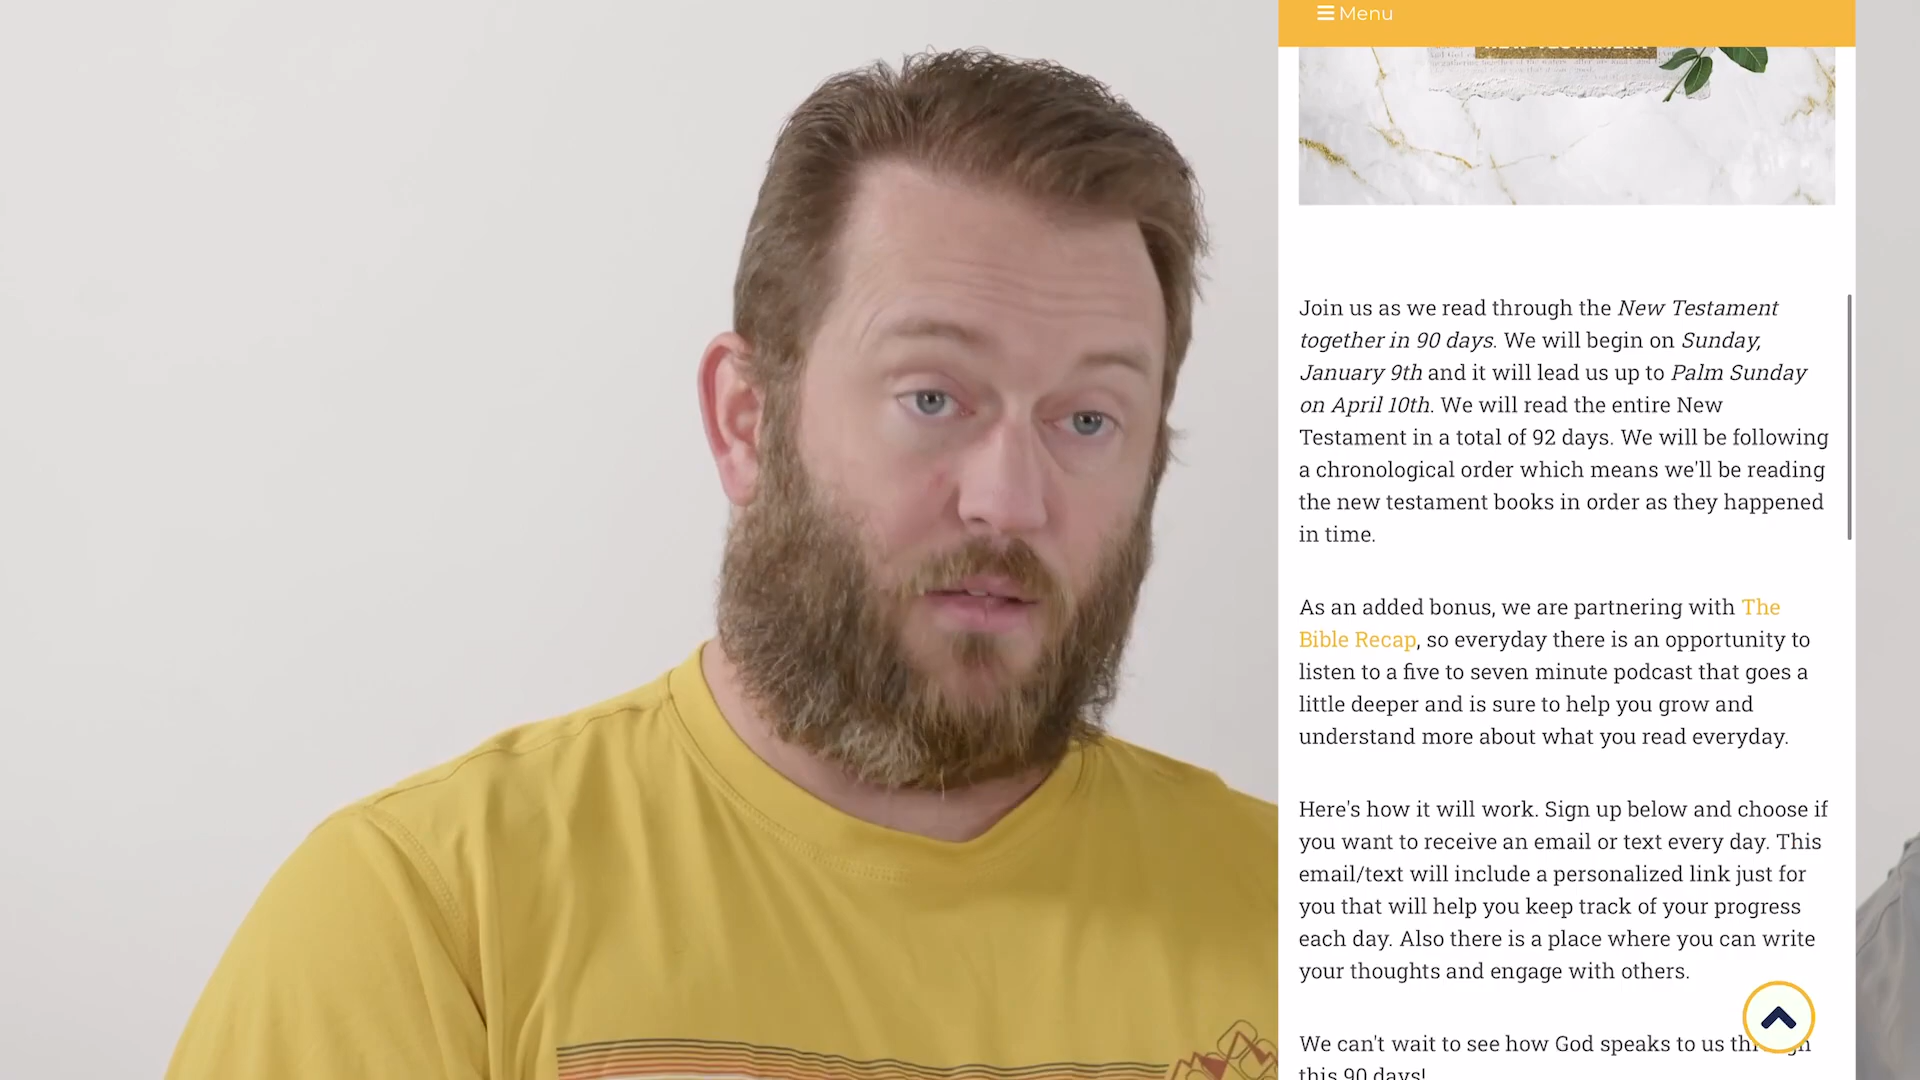 Menu
Join us as we read through the New Testament
together in 90 days. We will begin on Sunday,
January 9th and it will lead us up to Palm Sunday
on April 10th. We will read the entire New
Testament in a total of 92 days. We will be following
a chronological order which means we'll be reading
the new testament books in order as they happened
in time.
As an added bonus, we are partnering with The
Bible Recap, so everyday there is an opportunity to
listen to a five to seven minute podcast that goes a
little deeper and is sure to help you grow and
understand more about what you read everyday.
Here's how it will work. Sign up below and choose if
you want to receive an email or text every day. This
email/text will include a personalized link just for
you that will help you keep track of your progress
each day. Also there is a place where you can write
your thoughts and engage with others.
We can't wait to see how God speaks to us through
this 90 days!